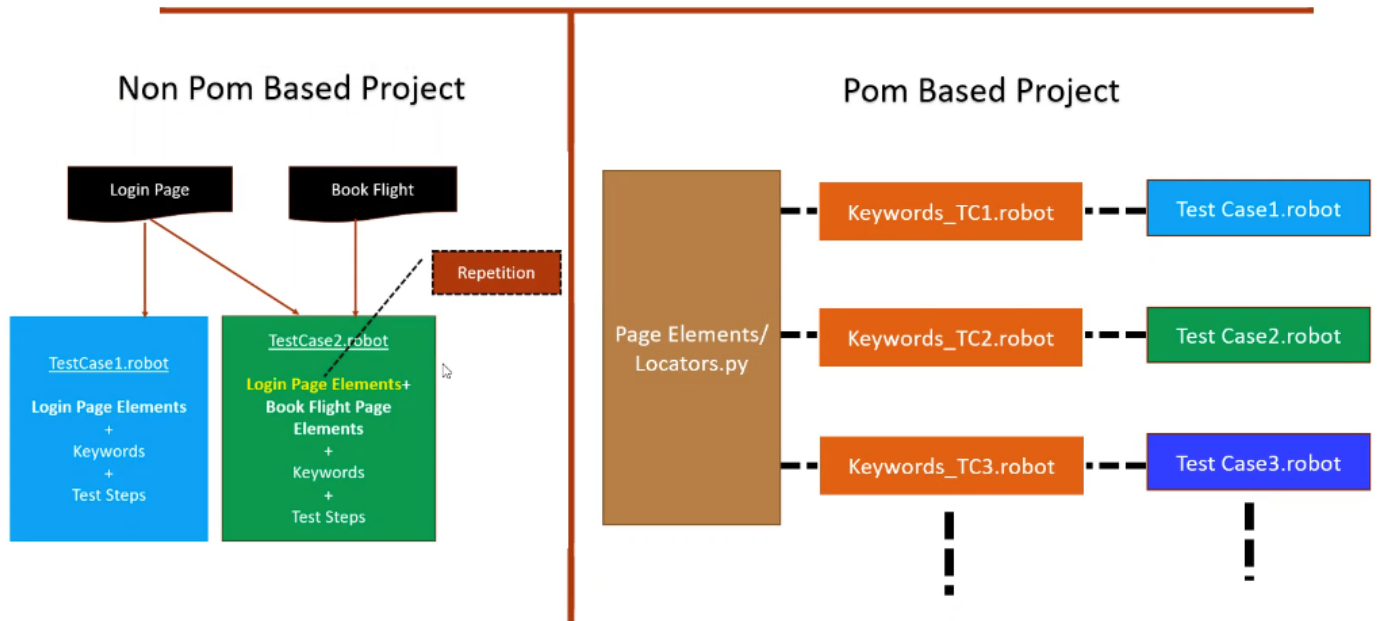 Non Pom Based Project
Login Page
Book Flight
Repetition
TestCase1.robot
Login Page Elements
+
Keywords
+
Test Steps
TestCase2.robot
Login Page Elements+
Book Flight Page
Elements
+
Keywords
+
Test Steps
Pom Based Project
Page Elements/
Locators.py
Keywords_TC1.robot
Test Case1.robot
Keywords_TC2.robot
Test Case2.robot
Keywords_TC3.robot
Test Case3.robot